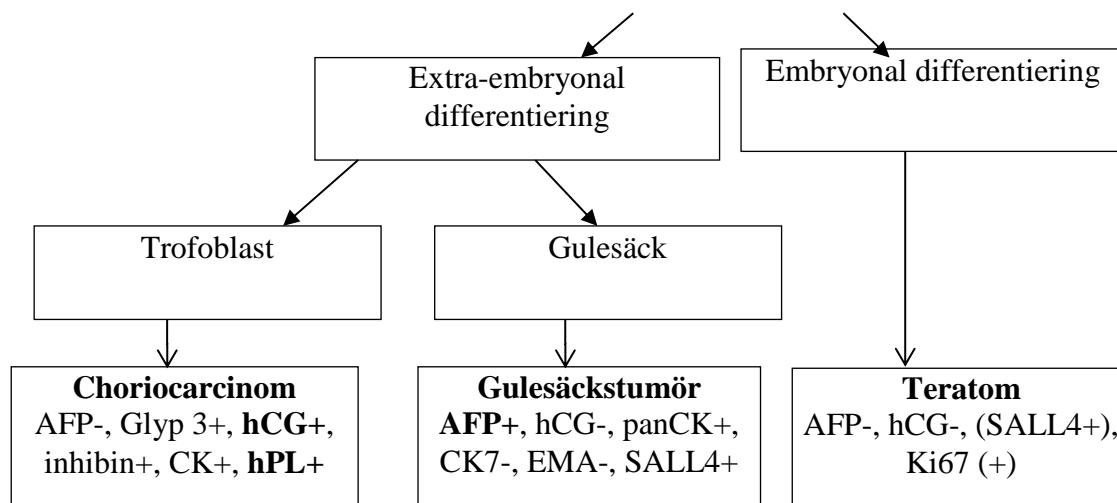 Extra-embryonal
differentiering
Embryonal differentiering
Trofoblast
Gulesäck
Choriocarcinom
AFP-, Glyp 3+, hCG+,
inhibin+, CK+, hPL+
Gulesäckstumör
AFP+, hCG-, panCK+,
CK7-, EMA-, SALL4+
Teratom
AFP-, hCG-, (SALL4+),
Ki67 (+)